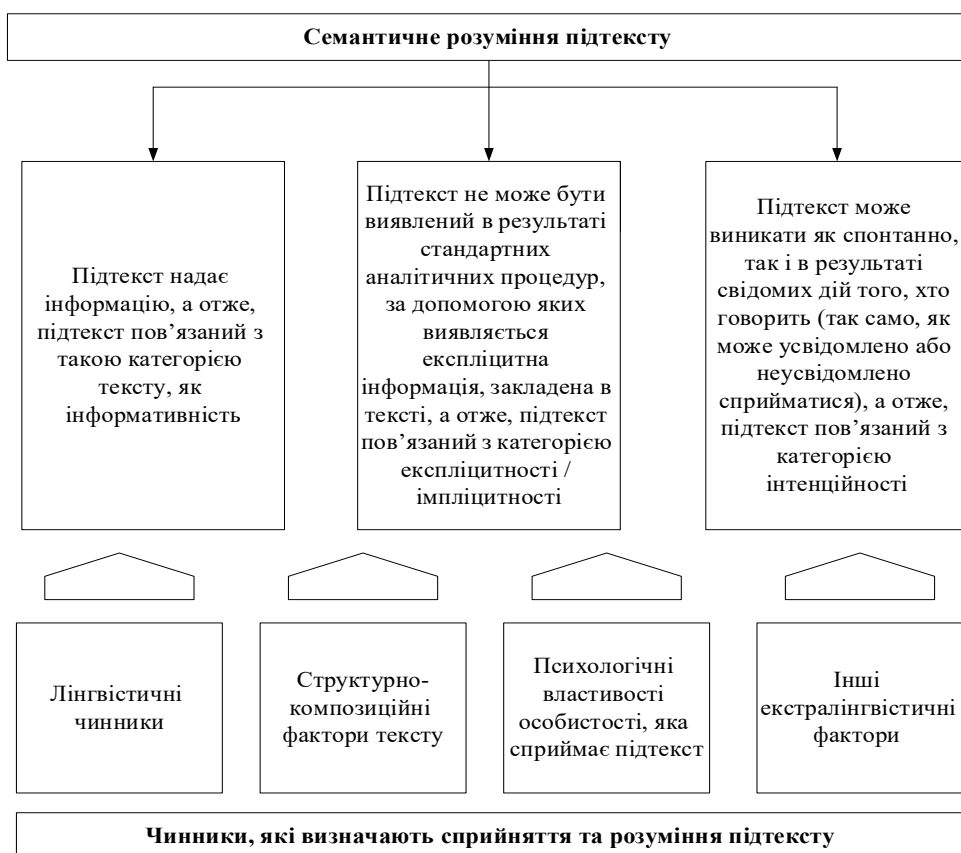 Семантичне розуміння підтексту
Підтекст надає
інформацію, а отже,
підтекст пов’язаний з
такою категорією
тексту, як
інформативність
Підтекст не може бути
виявлений в результаті
стандартних
аналітичних процедур,
за допомогою яких
виявляється
експліцитна
інформація, закладена в
тексті, а отже, підтекст
пов’язаний з категорією
експліцитності /
імпліцитності
Підтекст може
виникати як спонтанно,
так і в результаті
свідомих дій того, хто
говорить (так само, як
може усвідомлено або
неусвідомлено
сприйматися), а отже,
підтекст пов’язаний з
категорією
інтенційності
Лінгвістичні
чинники
Структурно-
композиційні
фактори тексту
Психологічні
властивості
особистості, яка
сприймає підтекст
Інші
екстралінгвістичні
фактори
Чинники, які визначають сприйняття та розуміння підтексту